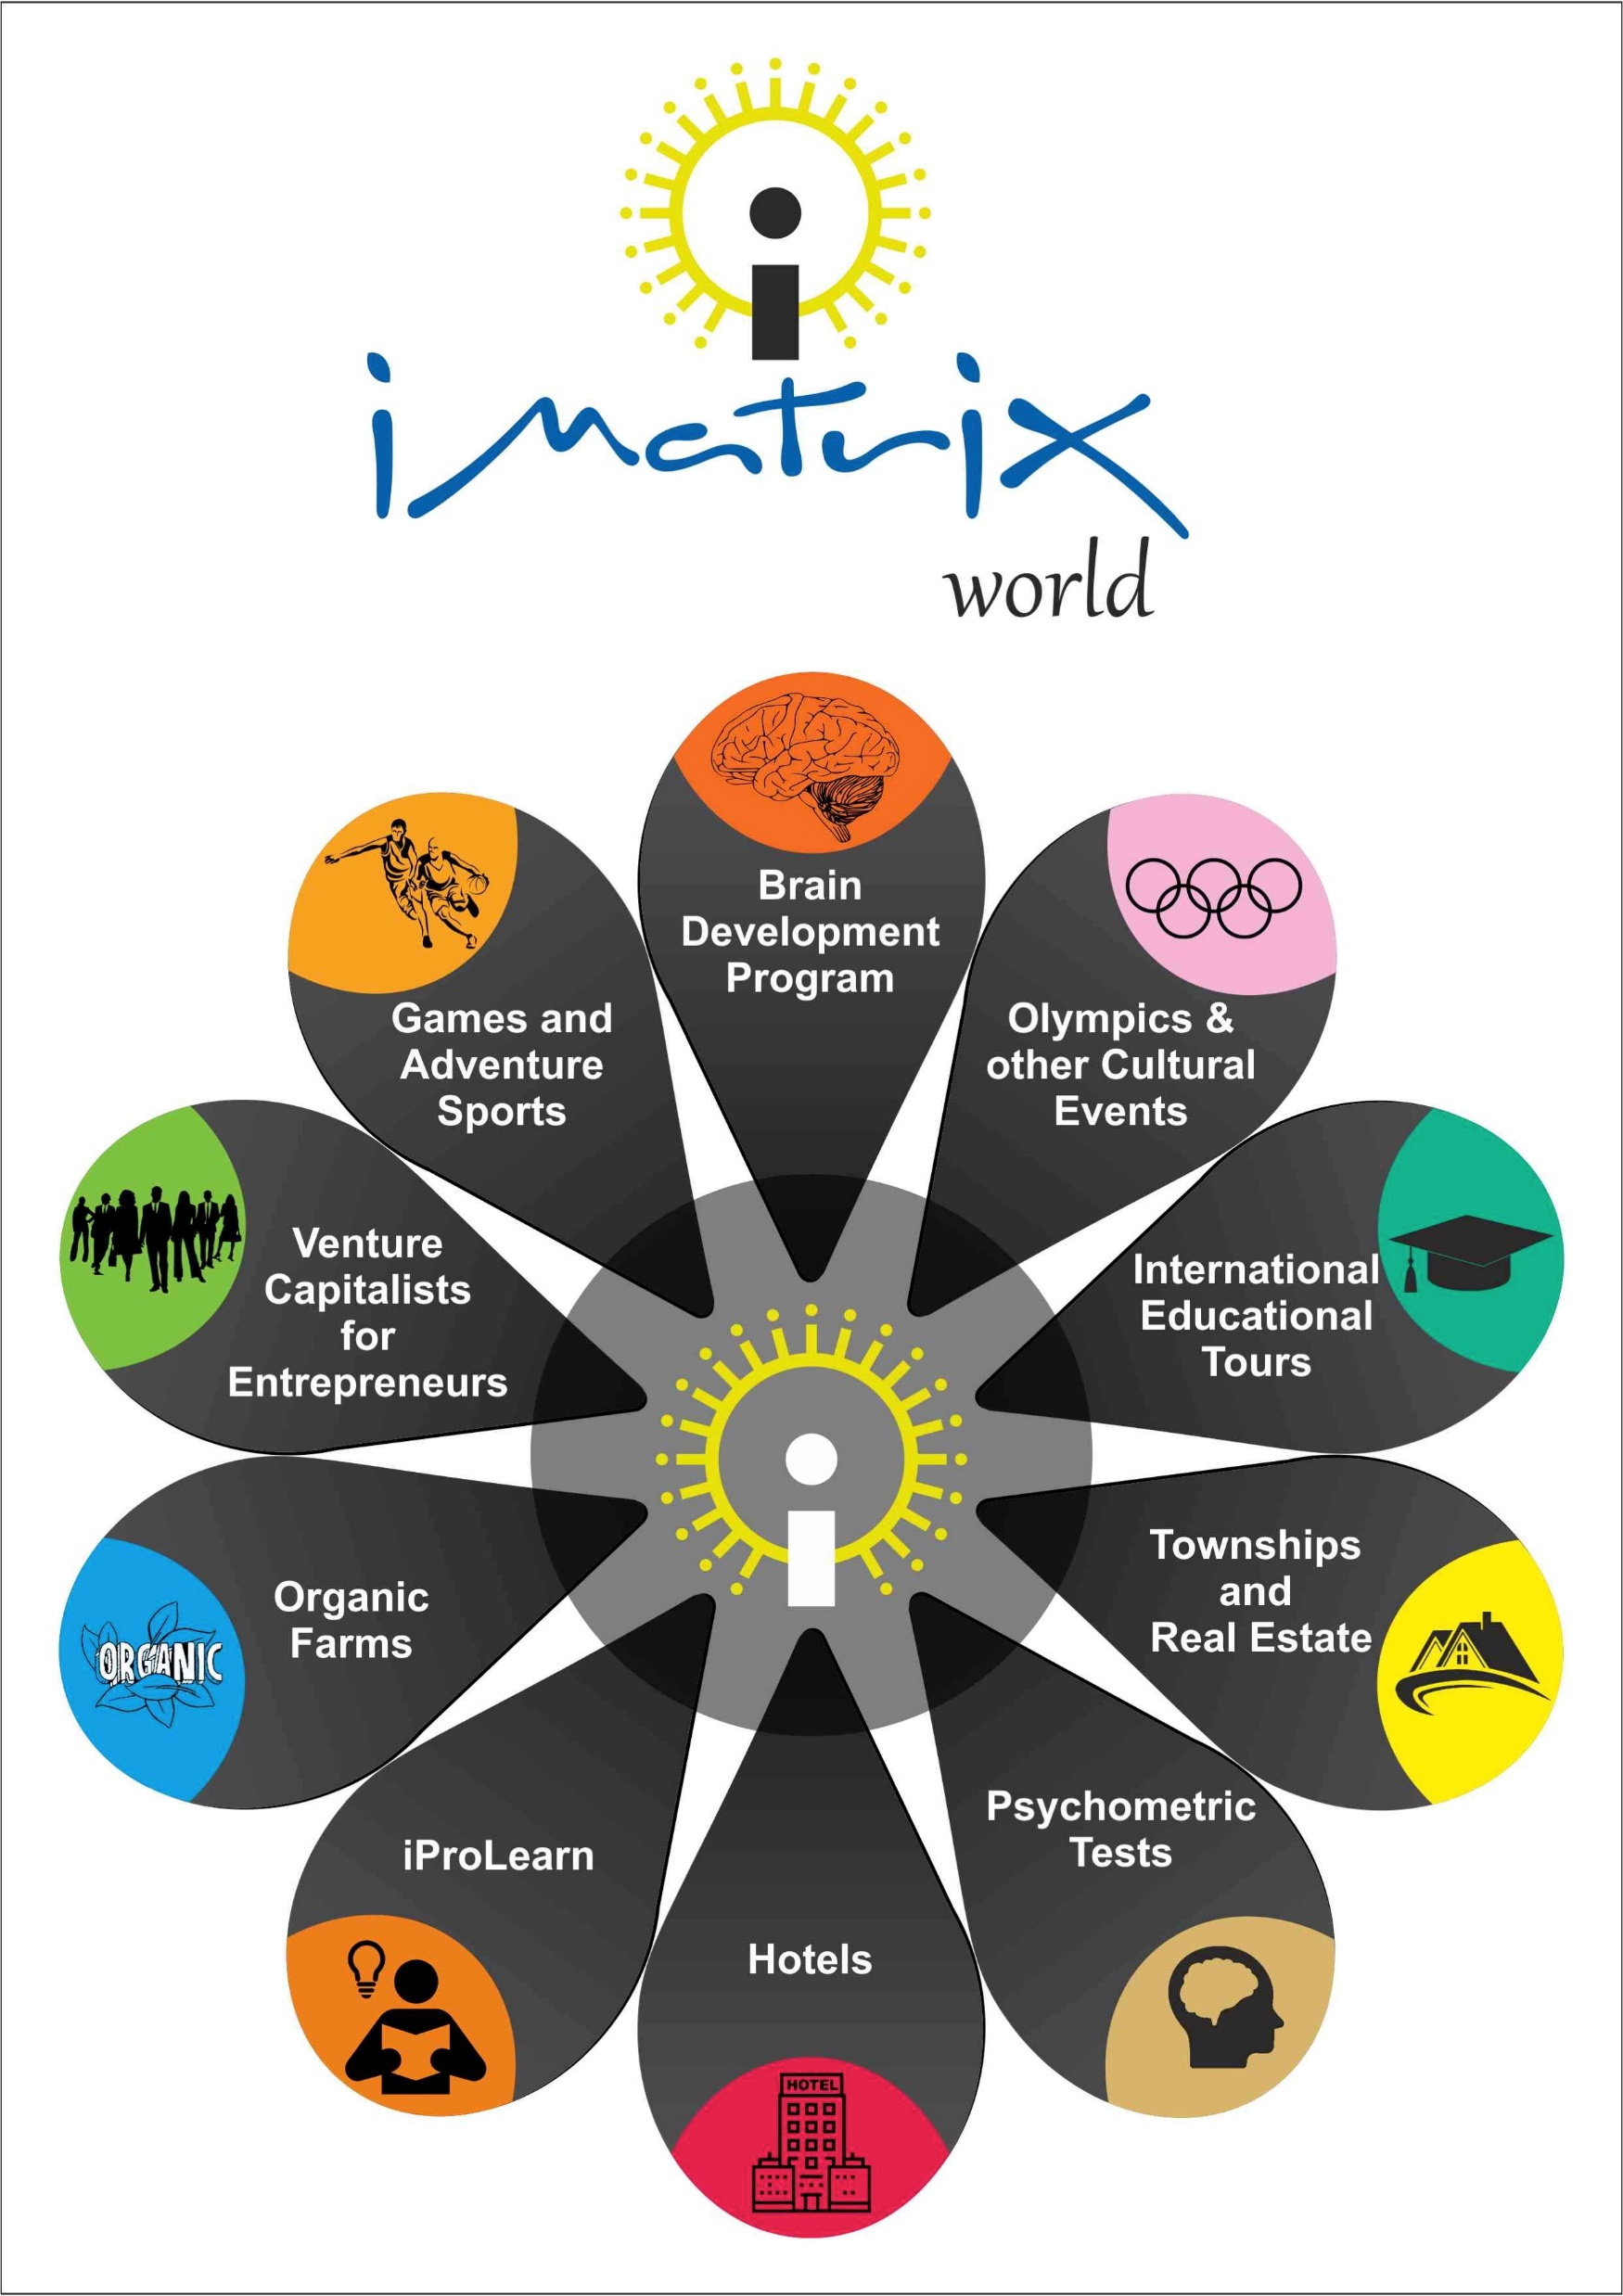 i matrix
world
Brain
Development
Program
Olympics &
other Cultural
Events
International
Educational
Tours
Townships
and
Real Estate
Psychometric
Tests
Hotels
HOTEL
iProLearn
Organic
Farms
ORGANIC
Venture
Capitalists
for
Entrepreneurs
Games and
Adventure
Sports
i
i